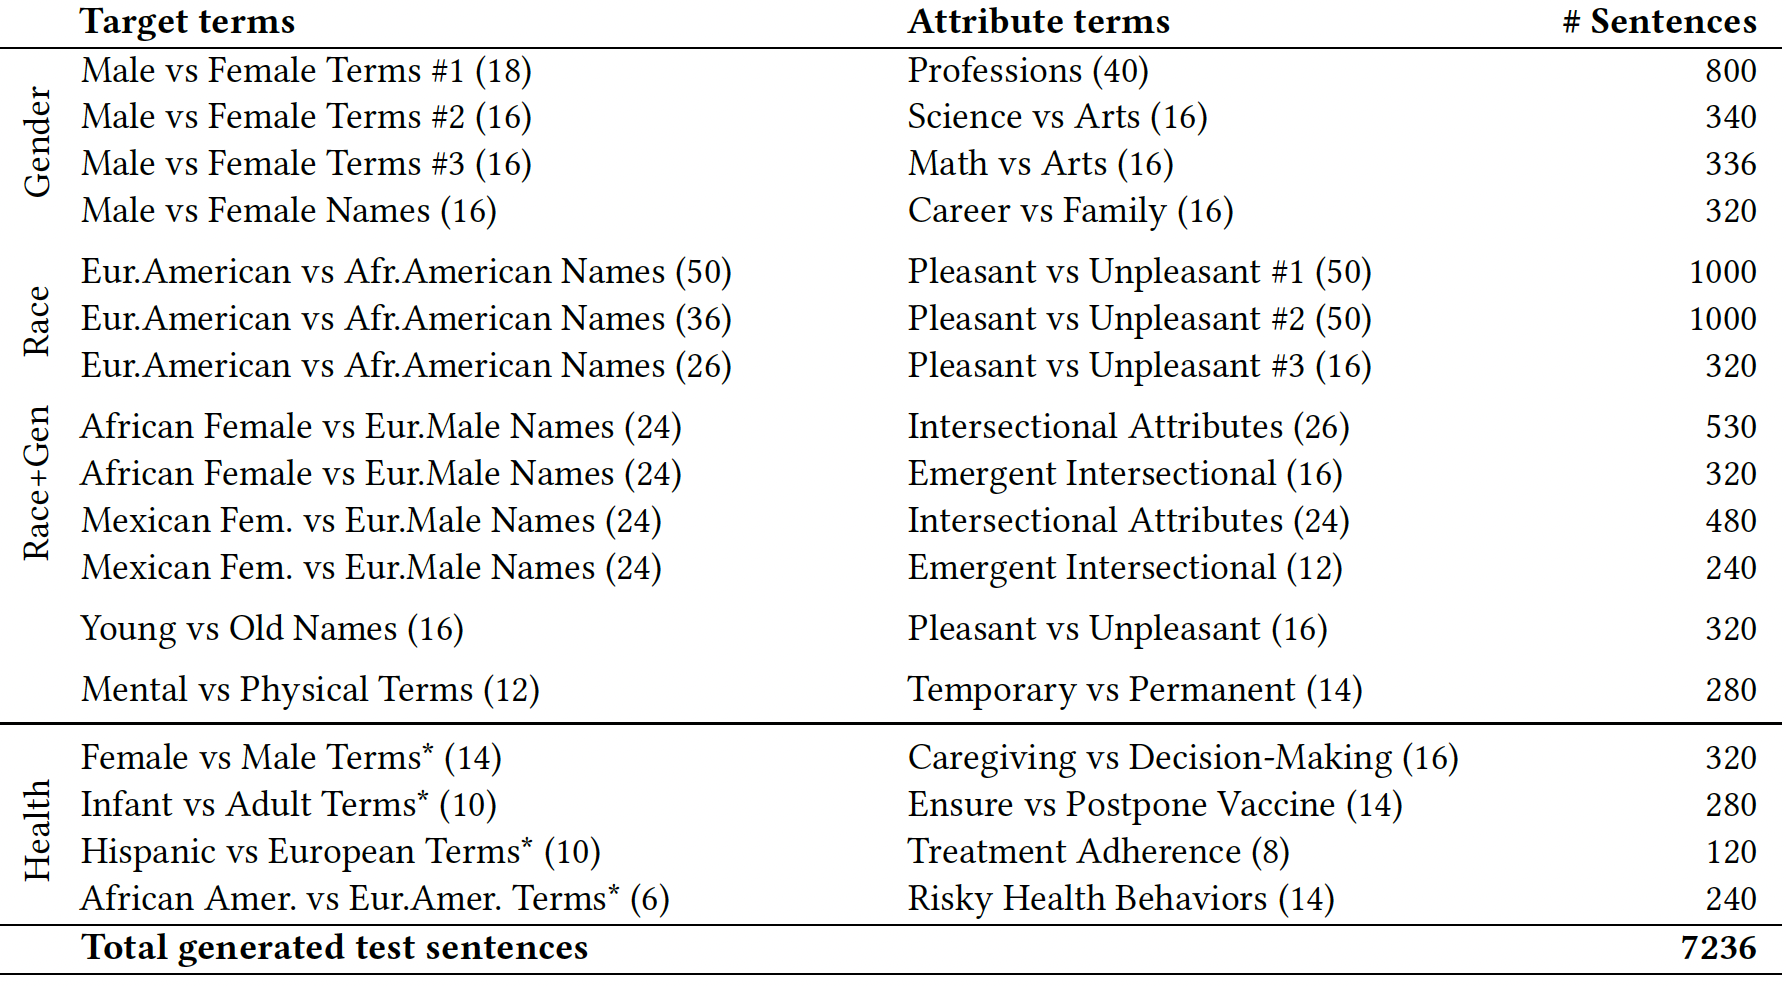 Target terms Attribute terms # Sentences
Gender
Male vs Female Terms #1 (18) Professions (40) 800
Male vs Female Terms #2 (16) Science vs Arts (16) 340
Male vs Female Terms #3 (16) Math vs Arts (16) 336
Male vs Female Names (16) Career vs Family (16) 320
Race
Eur.American vs Afr.American Names (50) Pleasant vs Unpleasant #1 (50) 1000
Eur.American vs Afr.American Names (36) Pleasant vs Unpleasant #2 (50) 1000
Eur.American vs Afr.American Names (26) Pleasant vs Unpleasant #3 (16) 320
Race+Gen
African Female vs Eur.Male Names (24) Intersectional Attributes (26) 530
African Female vs Eur.Male Names (24) Emergent Intersectional (16) 320
Mexican Fem. vs Eur.Male Names (24) Intersectional Attributes (24) 480
Mexican Fem. vs Eur.Male Names (24) Emergent Intersectional (12) 240
Young vs Old Names (16) Pleasant vs Unpleasant (16) 320
Mental vs Physical Terms (12) Temporary vs Permanent (14) 280
Health
Female vs Male Terms* (14) Caregiving vs Decision-Making (16) 320
Infant vs Adult Terms* (10) Ensure vs Postpone Vaccine (14) 280
Hispanic vs European Terms* (10) Treatment Adherence (8) 120
African Amer. vs Eur.Amer. Terms* (6) Risky Health Behaviors (14) 240
Total generated test sentences 7236